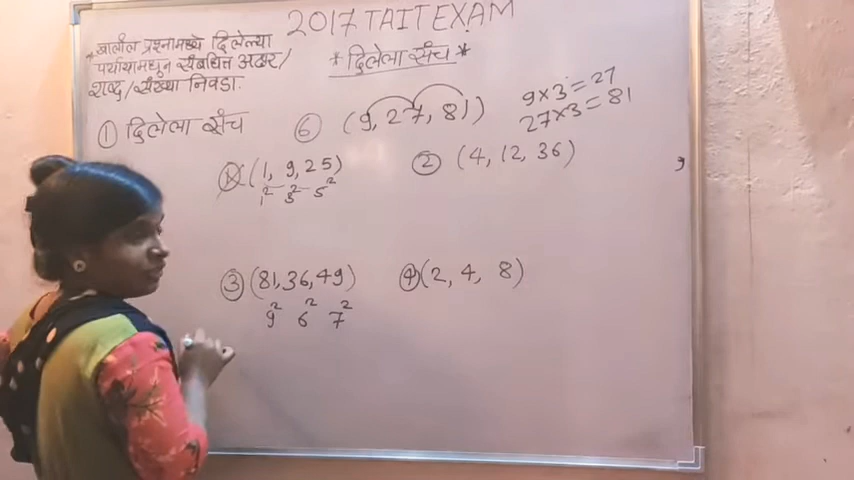 2017 TAIT EXAM
* खालील प्रश्नामध्ये दिलेल्या
पर्यायामधून संबंधित अक्षर/
शब्द/संख्या निवडा.
* दिलेला संच *
① दिलेला संच
⑥ (9, 27, 81)
9×3=27
27×3=81
① (1, 9, 25)
1² 3² 5²
② (4, 12, 36)
③ (81, 36, 49)
9² 6² 7²
④ (2, 4, 8)